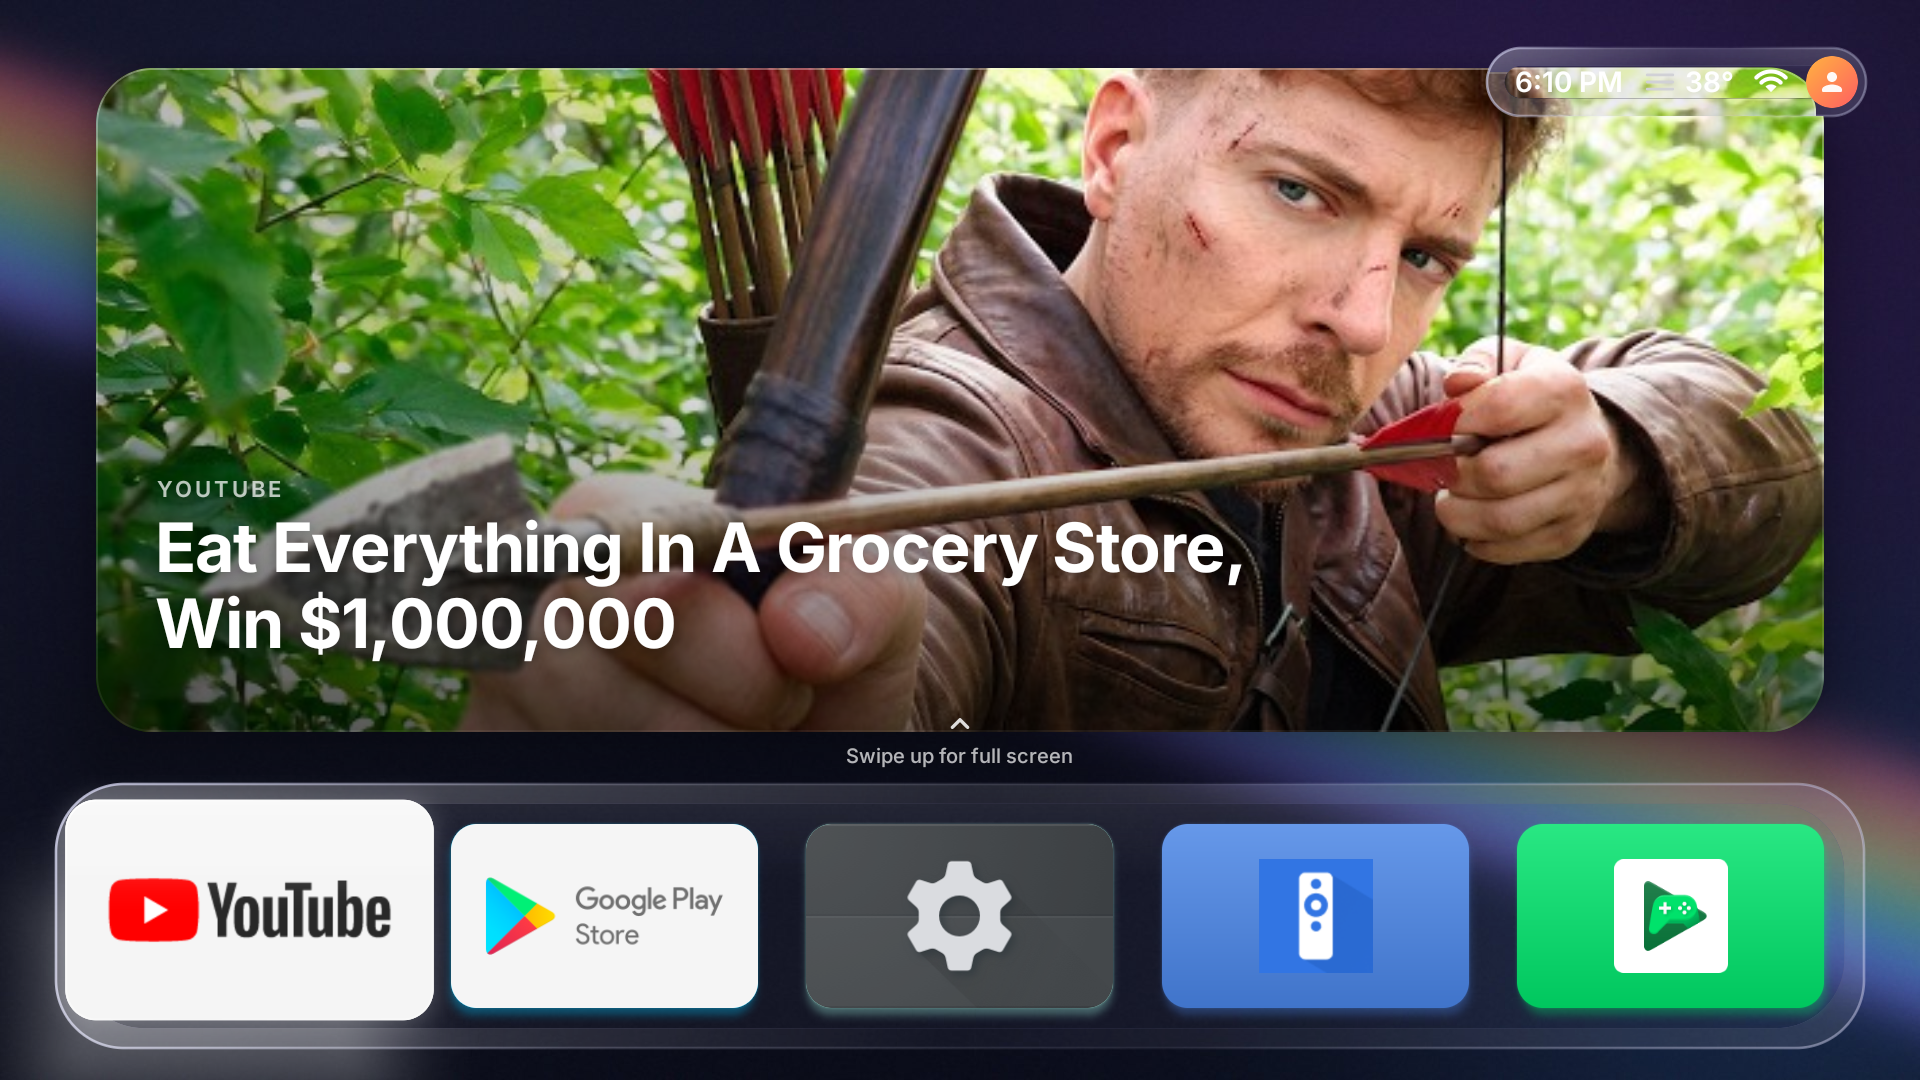 6:10 PM 38°
YOUTUBE
Eat Everything In A Grocery Store,
Win $1,000,000
Swipe up for full screen
YouTube
Google Play
Store